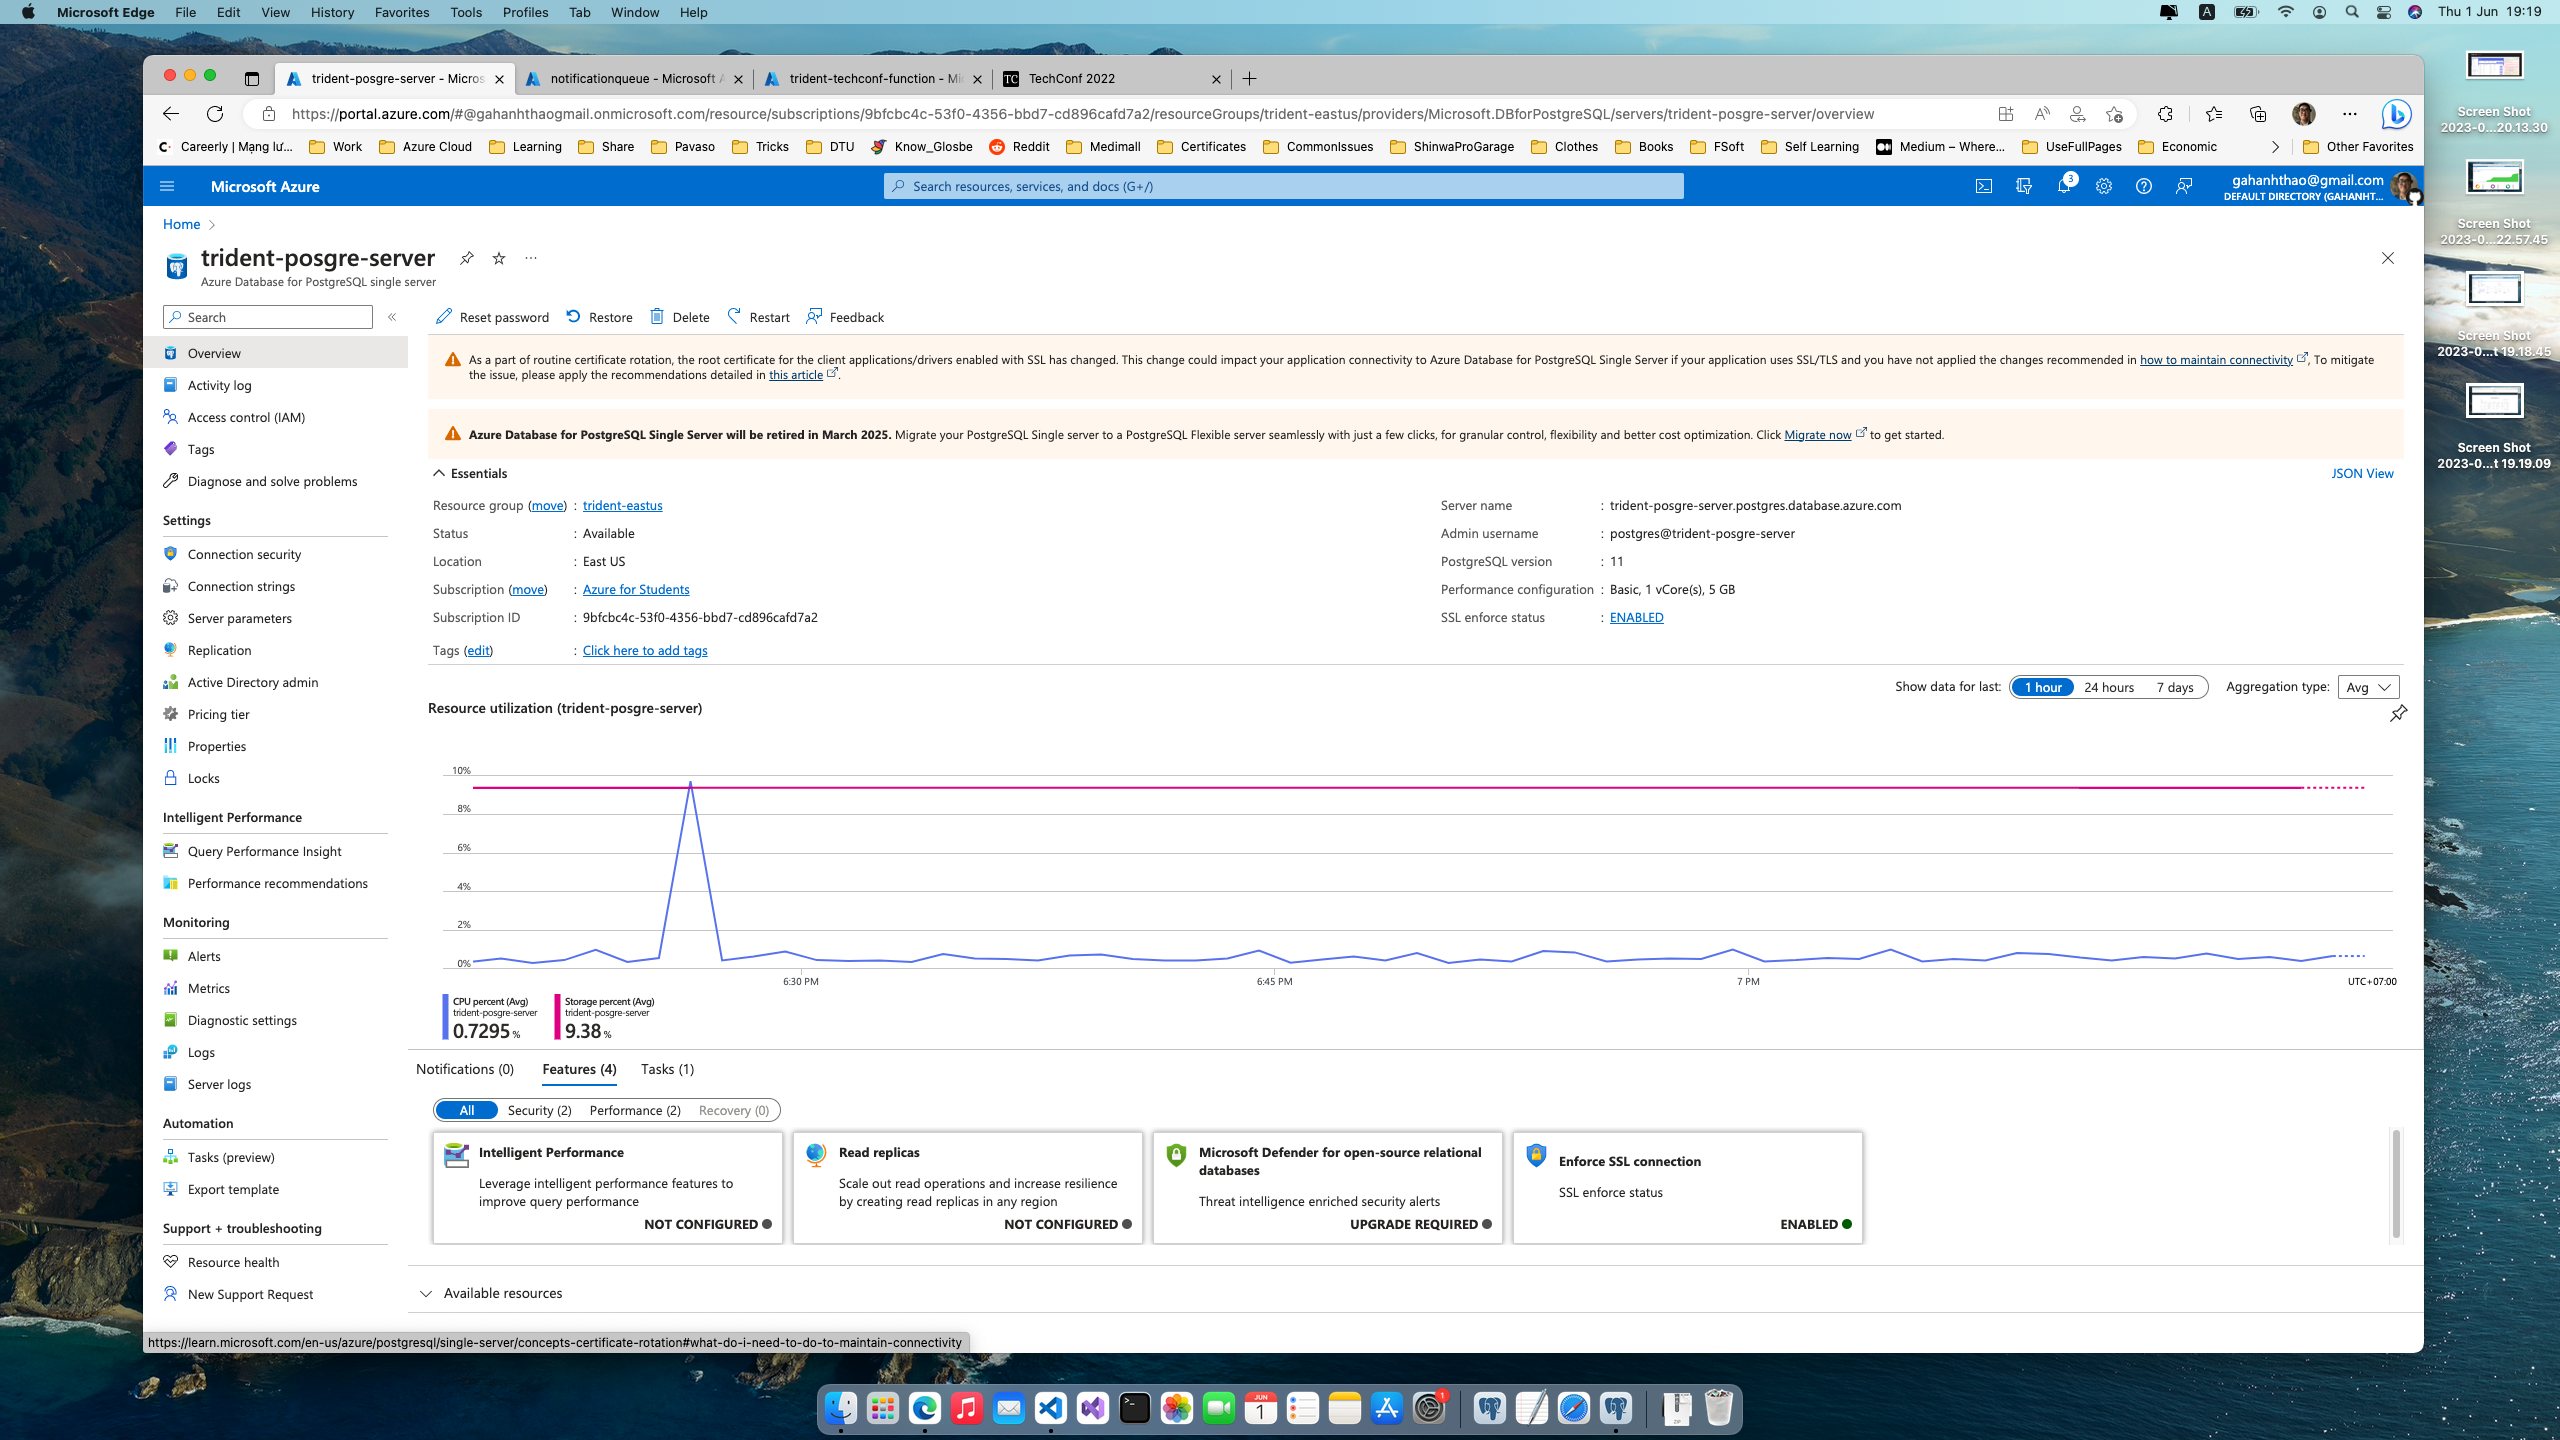 Microsoft Edge File Edit View History Favorites Tools Profiles Tab Window Help
A
Thu 1 Jun 19:19
trident-posgre-server - Micros
notificationqueue - Microsoft A
trident-techconf-function - Mi
TC TechConf 2022
https://portal.azure.com/#@gahanhthaogmail.onmicrosoft.com/resource/subscriptions/9bfcbc4c-53f0-4356-bbd7-cd896cafd7a2/resourceGroups/trident-eastus/providers/Microsoft.DBforPostgreSQL/servers/trident-posgre-server/overview
Careerly | Mạng lư... Work Azure Cloud Learning Share Pavaso Tricks DTU Know_Glosbe Reddit Medimall Certificates CommonIssues ShinwaProGarage Clothes Books FSoft Self Learning Medium – Where... UseFullPages Economic Other Favorites
Microsoft Azure
Search resources, services, and docs (G+/)
3
gahanhthao@gmail.com
DEFAULT DIRECTORY (GAHANHT...
Home
trident-posgre-server
Azure Database for PostgreSQL single server
Search
Overview
Activity log
Access control (IAM)
Tags
Diagnose and solve problems
Settings
Connection security
Connection strings
Server parameters
Replication
Active Directory admin
Pricing tier
Properties
Locks
Intelligent Performance
Query Performance Insight
Performance recommendations
Monitoring
Alerts
Metrics
Diagnostic settings
Logs
Server logs
Automation
Tasks (preview)
Export template
Support + troubleshooting
Resource health
New Support Request
Reset password Restore Delete Restart Feedback
As a part of routine certificate rotation, the root certificate for the client applications/drivers enabled with SSL has changed. This change could impact your application connectivity to Azure Database for PostgreSQL Single Server if your application uses SSL/TLS and you have not applied the changes recommended in how to maintain connectivity, To mitigate
the issue, please apply the recommendations detailed in this article.
Azure Database for PostgreSQL Single Server will be retired in March 2025. Migrate your PostgreSQL Single server to a PostgreSQL Flexible server seamlessly with just a few clicks, for granular control, flexibility and better cost optimization. Click Migrate now to get started.
Essentials
JSON View
Resource group (move) : trident-eastus
Status : Available
Location : East US
Subscription (move) : Azure for Students
Subscription ID : 9bfcbc4c-53f0-4356-bbd7-cd896cafd7a2
Tags (edit) : Click here to add tags
Server name : trident-posgre-server.postgres.database.azure.com
Admin username : postgres@trident-posgre-server
PostgreSQL version : 11
Performance configuration : Basic, 1 vCore(s), 5 GB
SSL enforce status : ENABLED
Show data for last: 1 hour 24 hours 7 days Aggregation type: Avg
Resource utilization (trident-posgre-server)
10%
8%
6%
4%
2%
0%
6:30 PM 6:45 PM 7 PM UTC+07:00
CPU percent (Avg)
trident-posgre-server
0.7295 %
Storage percent (Avg)
trident-posgre-server
9.38 %
Notifications (0) Features (4) Tasks (1)
All Security (2) Performance (2) Recovery (0)
Intelligent Performance
Leverage intelligent performance features to
improve query performance
NOT CONFIGURED
Read replicas
Scale out read operations and increase resilience
by creating read replicas in any region
NOT CONFIGURED
Microsoft Defender for open-source relational
databases
Threat intelligence enriched security alerts
UPGRADE REQUIRED
Enforce SSL connection
SSL enforce status
ENABLED
Available resources
https://learn.microsoft.com/en-us/azure/postgresql/single-server/concepts-certificate-rotation#what-do-i-need-to-do-to-maintain-connectivity
Screen Shot
2023-0...20.13.30
Screen Shot
2023-0...22.57.45
Screen Shot
2023-0...t 19.18.45
Screen Shot
2023-0...t 19.19.09
JUN
1
1
ZIP